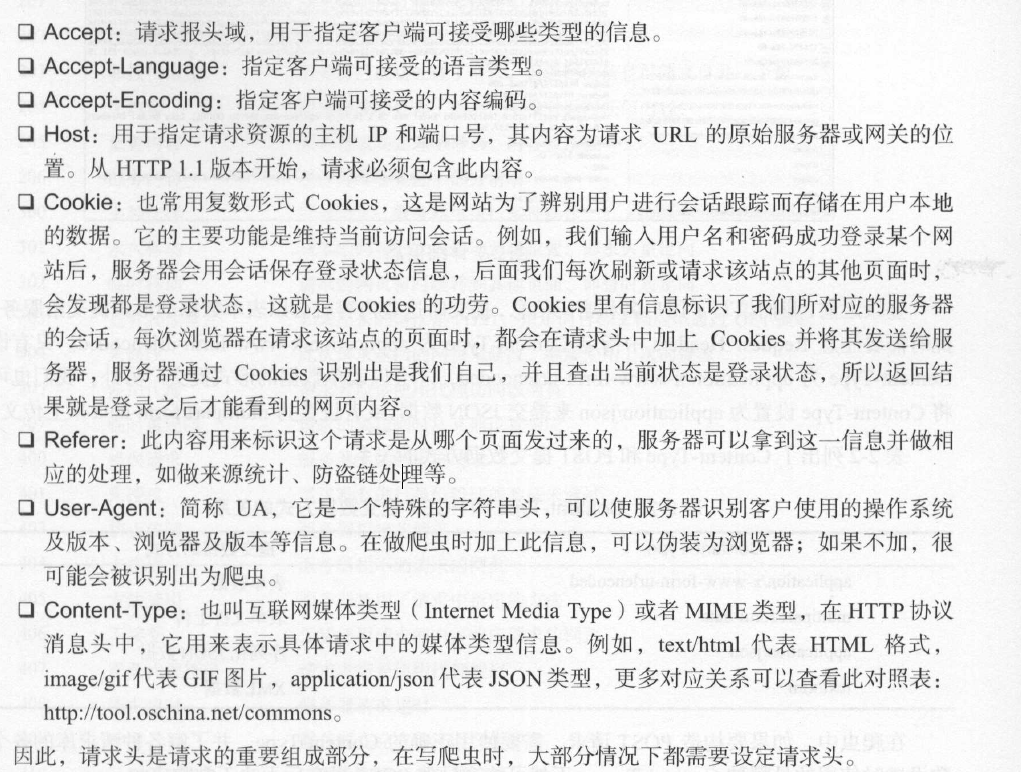 ❑ Accept：请求报头域，用于指定客户端可接受哪些类型的信息。
❑ Accept-Language：指定客户端可接受的语言类型。
❑ Accept-Encoding：指定客户端可接受的内容编码。
❑ Host：用于指定请求资源的主机 IP 和端口号，其内容为请求 URL 的原始服务器或网关的位
置。从 HTTP 1.1 版本开始，请求必须包含此内容。
❑ Cookie：也常用复数形式 Cookies，这是网站为了辨别用户进行会话跟踪而存储在用户本地
的数据。它的主要功能是维持当前访问会话。例如，我们输入用户名和密码成功登录某个网
站后，服务器会用会话保存登录状态信息，后面我们每次刷新或请求该站点的其他页面时，
会发现都是登录状态，这就是 Cookies 的功劳。Cookies 里有信息标识了我们所对应的服务器
的会话，每次浏览器在请求该站点的页面时，都会在请求头中加上 Cookies 并将其发送给服
务器，服务器通过 Cookies 识别出是我们自己，并且查出当前状态是登录状态，所以返回结
果就是登录之后才能看到的网页内容。
❑ Referer：此内容用来标识这个请求是从哪个页面发过来的，服务器可以拿到这一信息并做相
应的处理，如做来源统计、防盗链处理等。
❑ User-Agent：简称 UA，它是一个特殊的字符串头，可以使服务器识别客户使用的操作系统
及版本、浏览器及版本等信息。在做爬虫时加上此信息，可以伪装为浏览器；如果不加，很
可能会被识别出为爬虫。
❑ Content-Type：也叫互联网媒体类型（Internet Media Type）或者 MIME 类型，在 HTTP 协议
消息头中，它用来表示具体请求中的媒体类型信息。例如，text/html 代表 HTML 格式，
image/gif 代表 GIF 图片，application/json 代表 JSON 类型，更多对应关系可以查看此对照表：
http://tool.oschina.net/commons。
因此，请求头是请求的重要组成部分，在写爬虫时，大部分情况下都需要设定请求头。